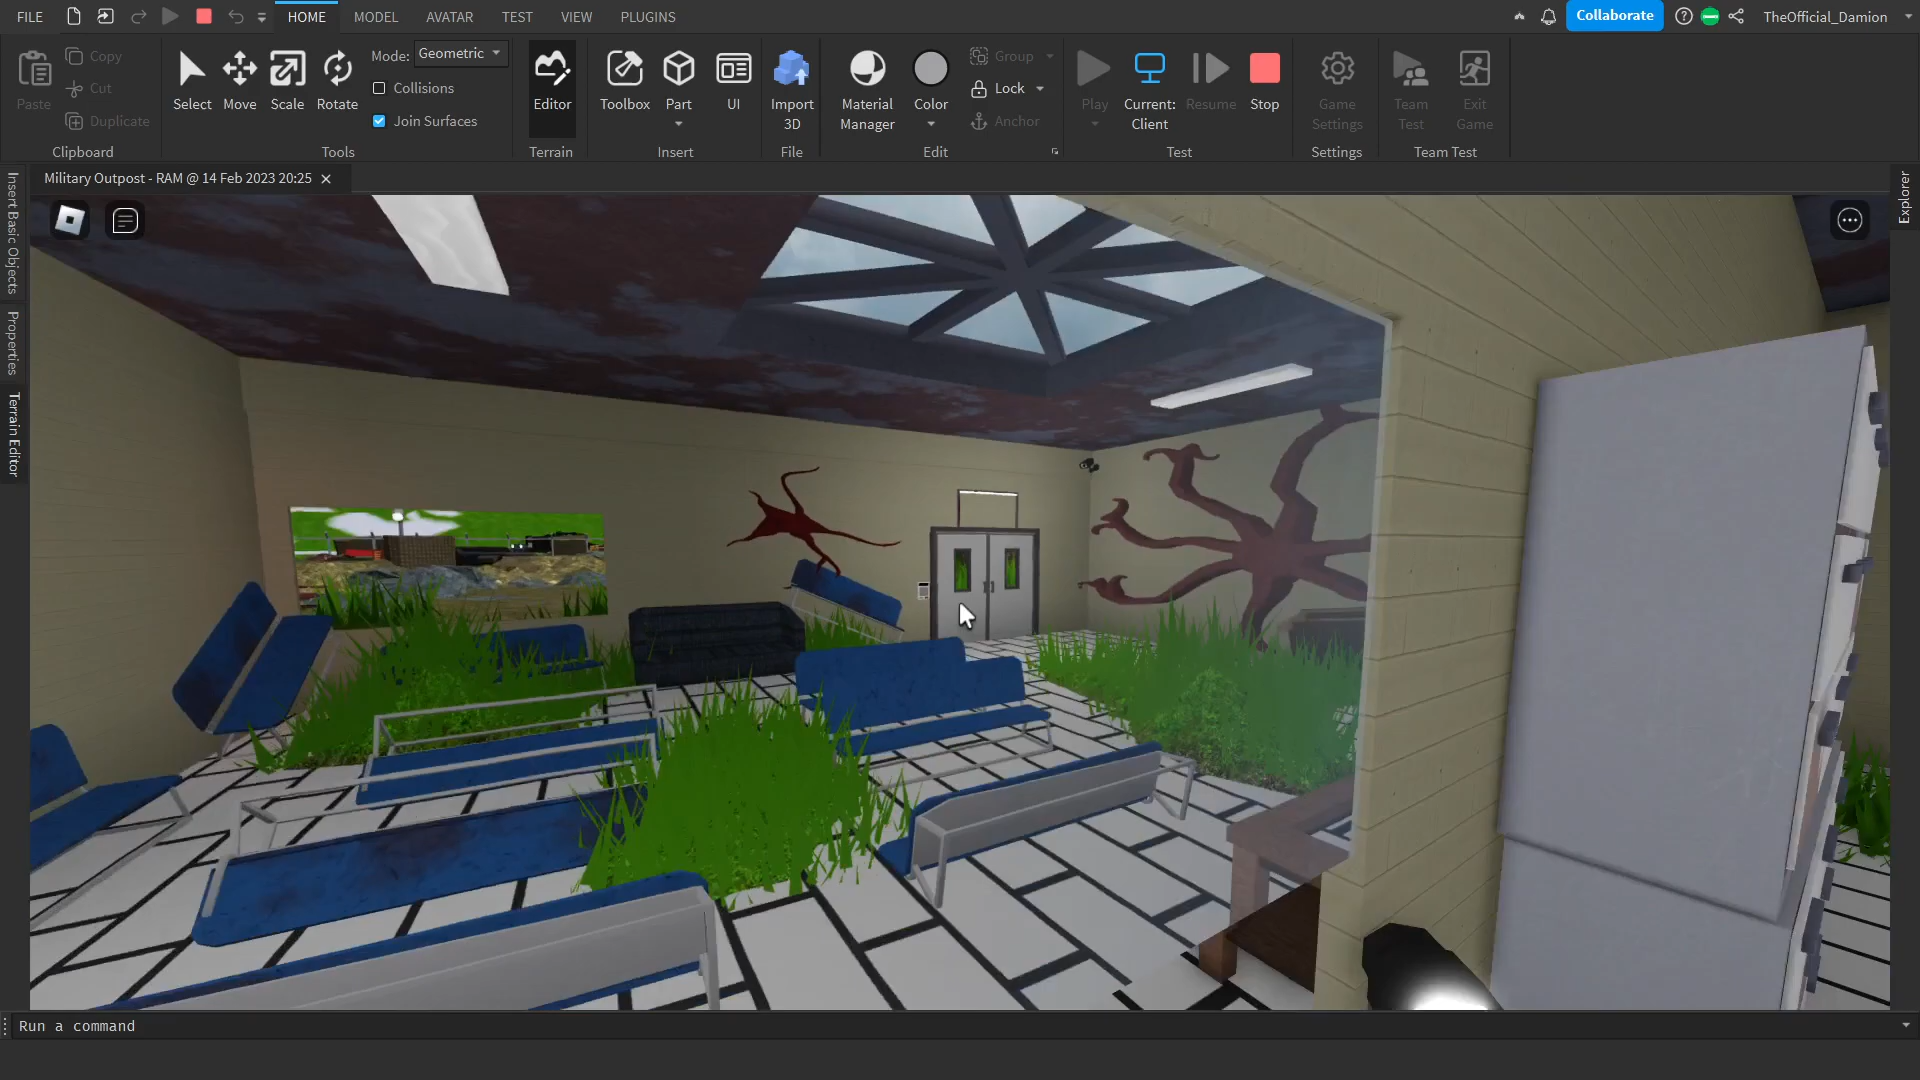 FILE
HOME
MODEL
AVATAR
TEST
VIEW
PLUGINS
Collaborate
TheOfficial_Damion
Paste
Copy
Cut
Duplicate
Clipboard
Select
Move
Scale
Rotate
Mode: Geometric
Collisions
Join Surfaces
Tools
Editor
Terrain
Toolbox
Part
UI
Insert
Import
3D
File
Material
Manager
Color
Group
Lock
Anchor
Edit
Play
Current:
Client
Resume
Stop
Test
Game
Settings
Settings
Team
Test
Exit
Game
Team Test
Military Outpost - RAM @ 14 Feb 2023 20:25
Insert Basic Objects
Properties
Terrain Editor
Explorer
Run a command